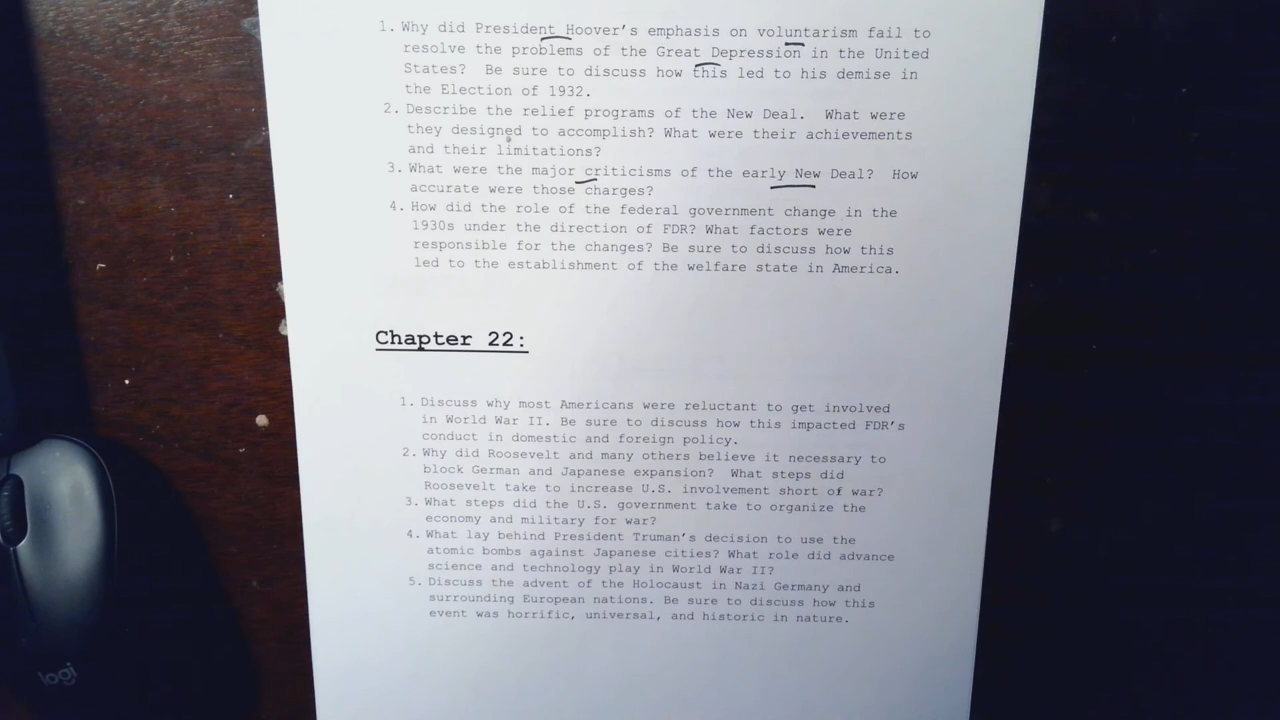 1. Why did President Hoover's emphasis on voluntarism fail to
resolve the problems of the Great Depression in the United
States? Be sure to discuss how this led to his demise in
the Election of 1932.
2. Describe the relief programs of the New Deal. What were
they designed to accomplish? What were their achievements
and their limitations?
3. What were the major criticisms of the early New Deal? How
accurate were those charges?
4. How did the role of the federal government change in the
1930s under the direction of FDR? What factors were
responsible for the changes? Be sure to discuss how this
led to the establishment of the welfare state in America.
Chapter 22:
1. Discuss why most Americans were reluctant to get involved
in World War II. Be sure to discuss how this impacted FDR's
conduct in domestic and foreign policy.
2. Why did Roosevelt and many others believe it necessary to
block German and Japanese expansion? What steps did
Roosevelt take to increase U.S. involvement short of war?
3. What steps did the U.S. government take to organize the
economy and military for war?
4. What lay behind President Truman's decision to use the
atomic bombs against Japanese cities? What role did advance
science and technology play in World War II?
5. Discuss the advent of the Holocaust in Nazi Germany and
surrounding European nations. Be sure to discuss how this
event was horrific, universal, and historic in nature.
logi